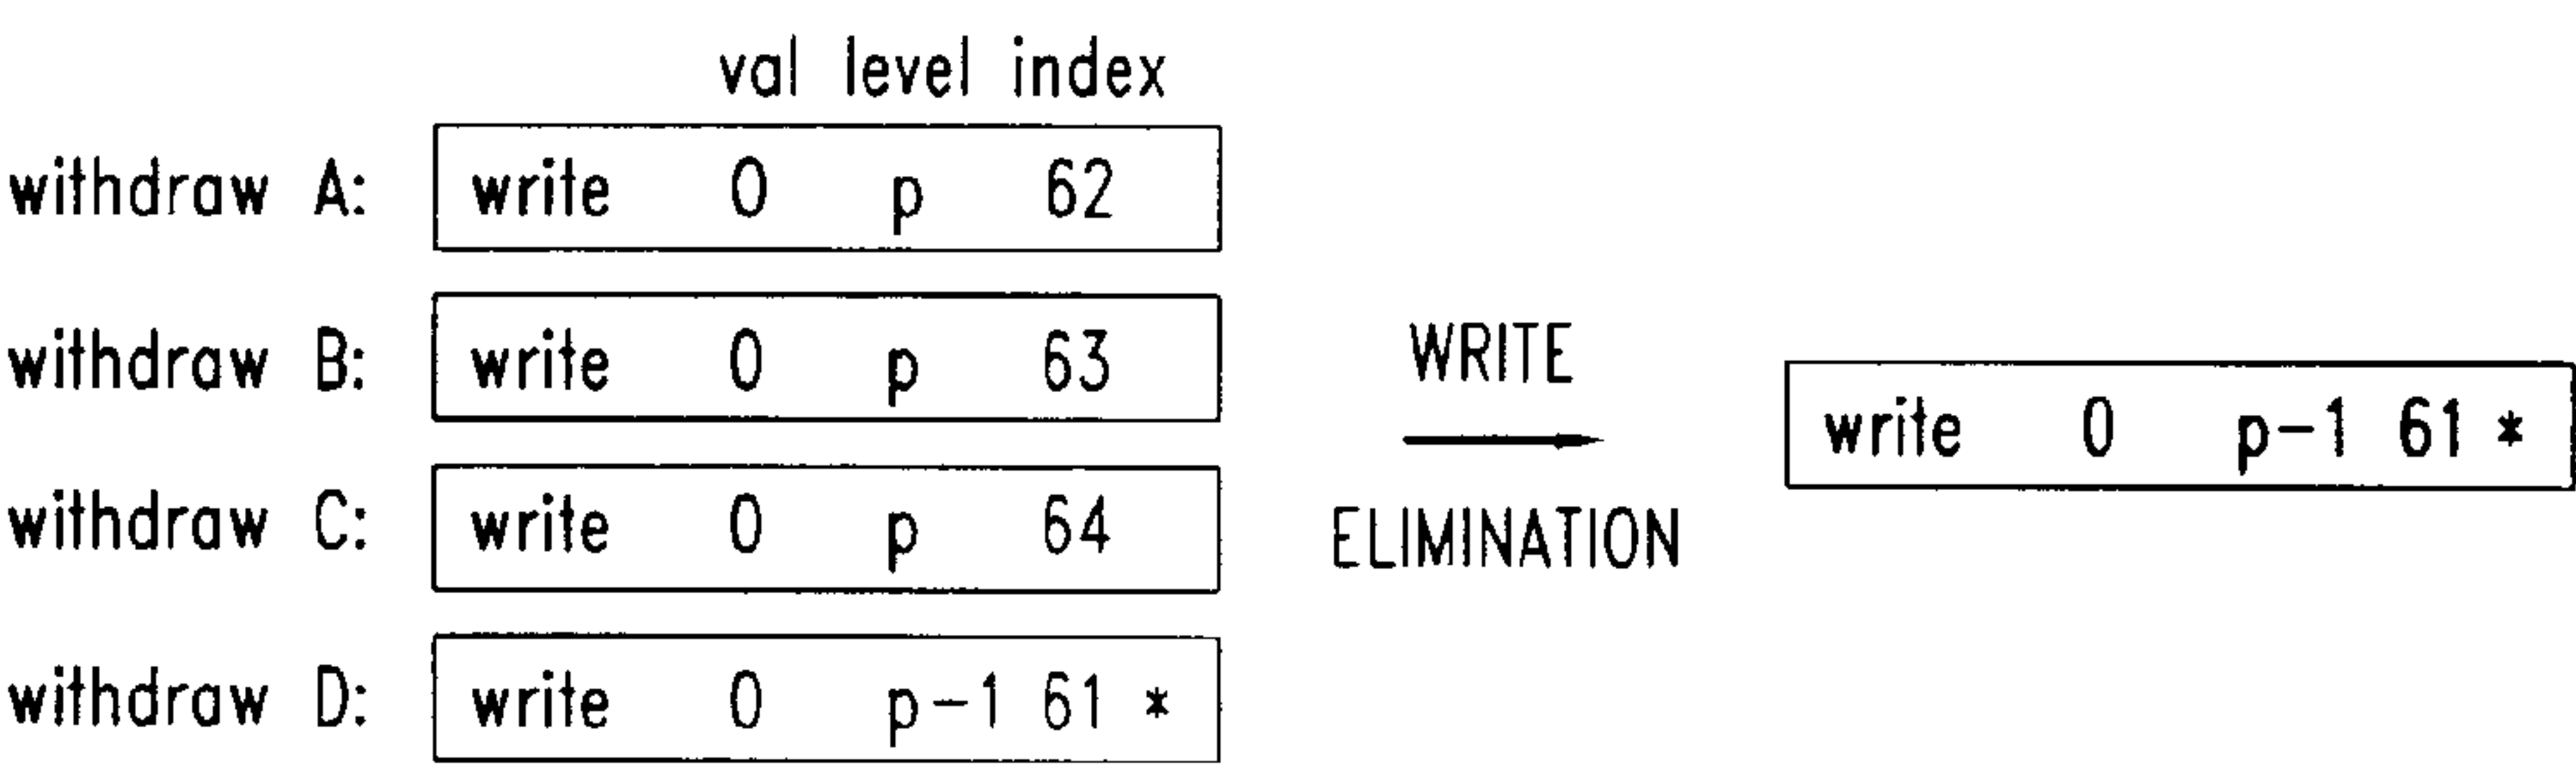 val level index
withdraw A: write 0 p 62
withdraw B: write 0 p 63
WRITE
write 0 p-1 61 *
withdraw C: write 0 p 64
ELIMINATION
withdraw D: write 0 p-1 61 *